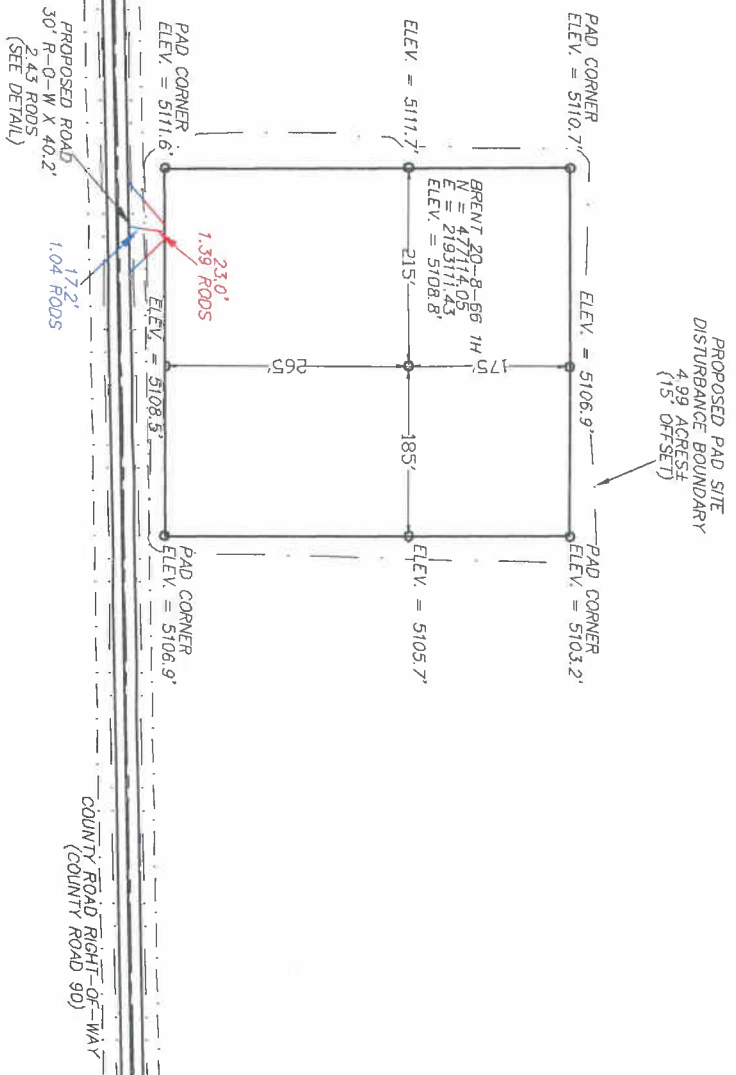 PROPOSED PAD SITE
DISTURBANCE BOUNDARY
4.99 ACRES±
(15' OFFSET)
PAD CORNER
ELEV. = 5110.7'
ELEV. = 5106.9'
PAD CORNER
ELEV. = 5103.2'
175'
ELEV. = 5111.7'
BRENT 20-8-66 1H
N = 477114.05
E = 2193111.43
ELEV. = 5108.8'
215'
185'
ELEV. = 5105.7'
265'
PAD CORNER
ELEV. = 5111.6'
ELEV. = 5108.5'
PAD CORNER
ELEV. = 5106.9'
23.0'
1.39 RODS
17.2'
1.04 RODS
PROPOSED ROAD
30' R-O-W X 40.2'
2.43 RODS
(SEE DETAIL)
COUNTY ROAD RIGHT-OF-WAY
(COUNTY ROAD 90)